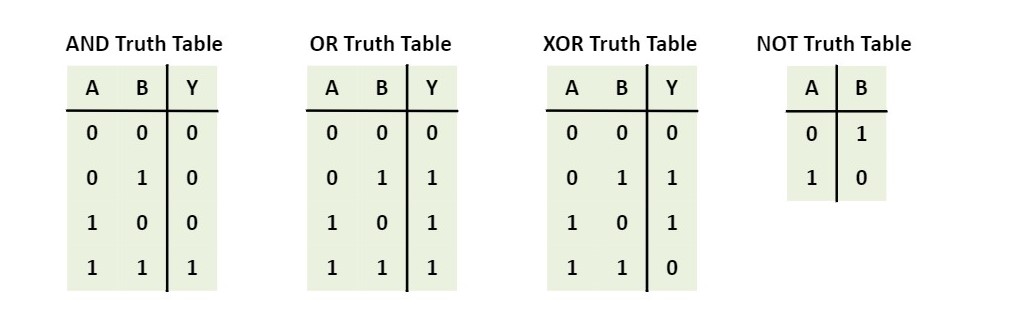 AND Truth Table
A B Y
0 0 0
0 1 0
1 0 0
1 1 1
OR Truth Table
A B Y
0 0 0
0 1 1
1 0 1
1 1 1
XOR Truth Table
A B Y
0 0 0
0 1 1
1 0 1
1 1 0
NOT Truth Table
A B
0 1
1 0